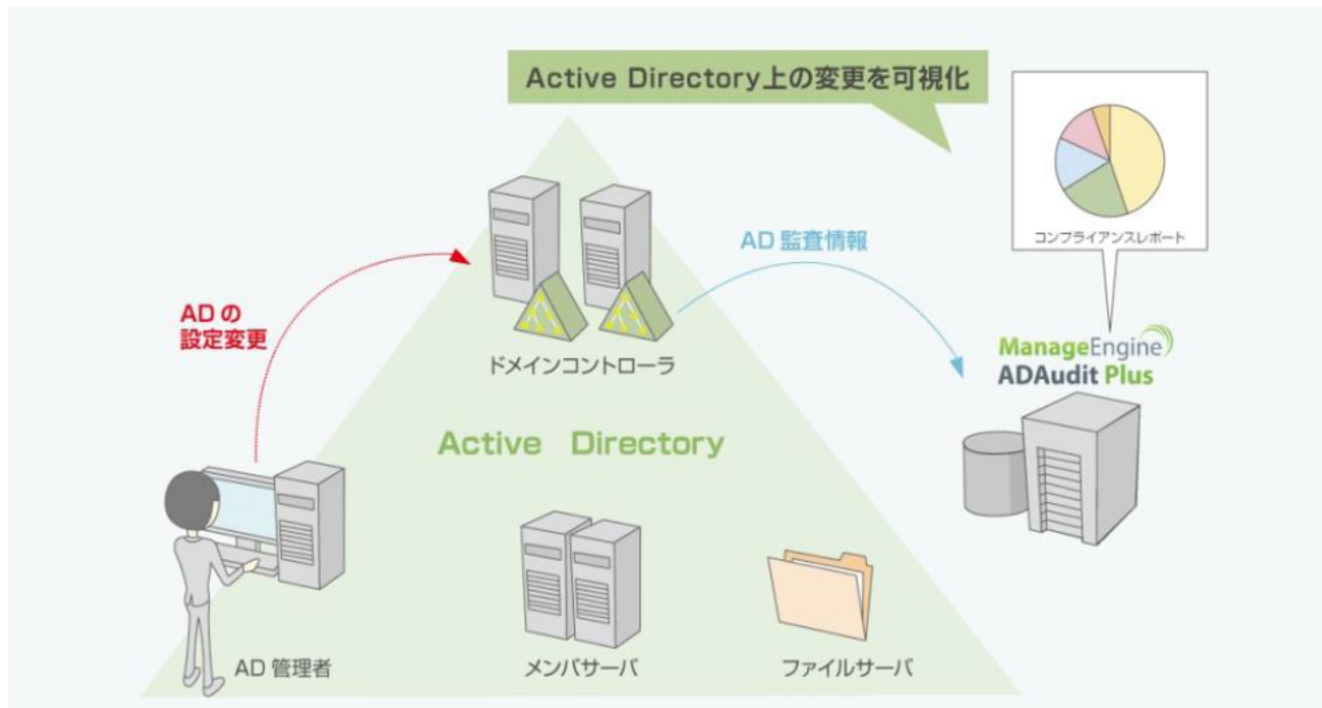 Active Directory上の変更を可視化
コンプライアンスレポート
AD 監査情報
AD の
設定変更
ドメインコントローラ
ManageEngine
ADAudit Plus
Active Directory
AD 管理者
メンバサーバ
ファイルサーバ